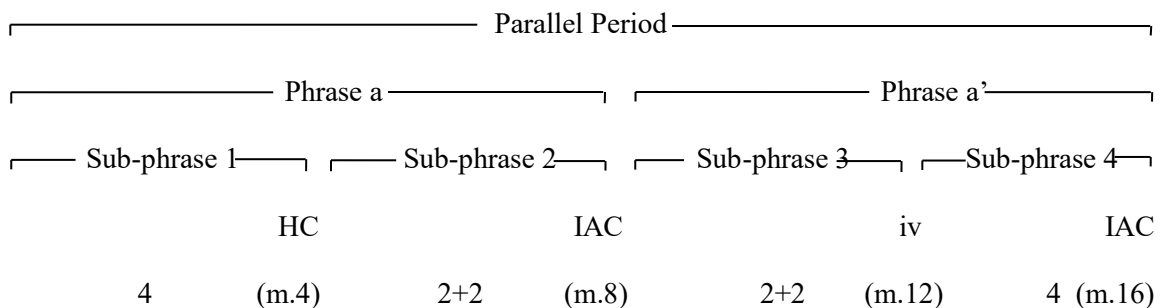 Parallel Period
Phrase a Phrase a’
Sub-phrase 1 Sub-phrase 2 Sub-phrase 3 Sub-phrase 4
HC IAC iv IAC
4 (m.4) 2+2 (m.8) 2+2 (m.12) 4 (m.16)